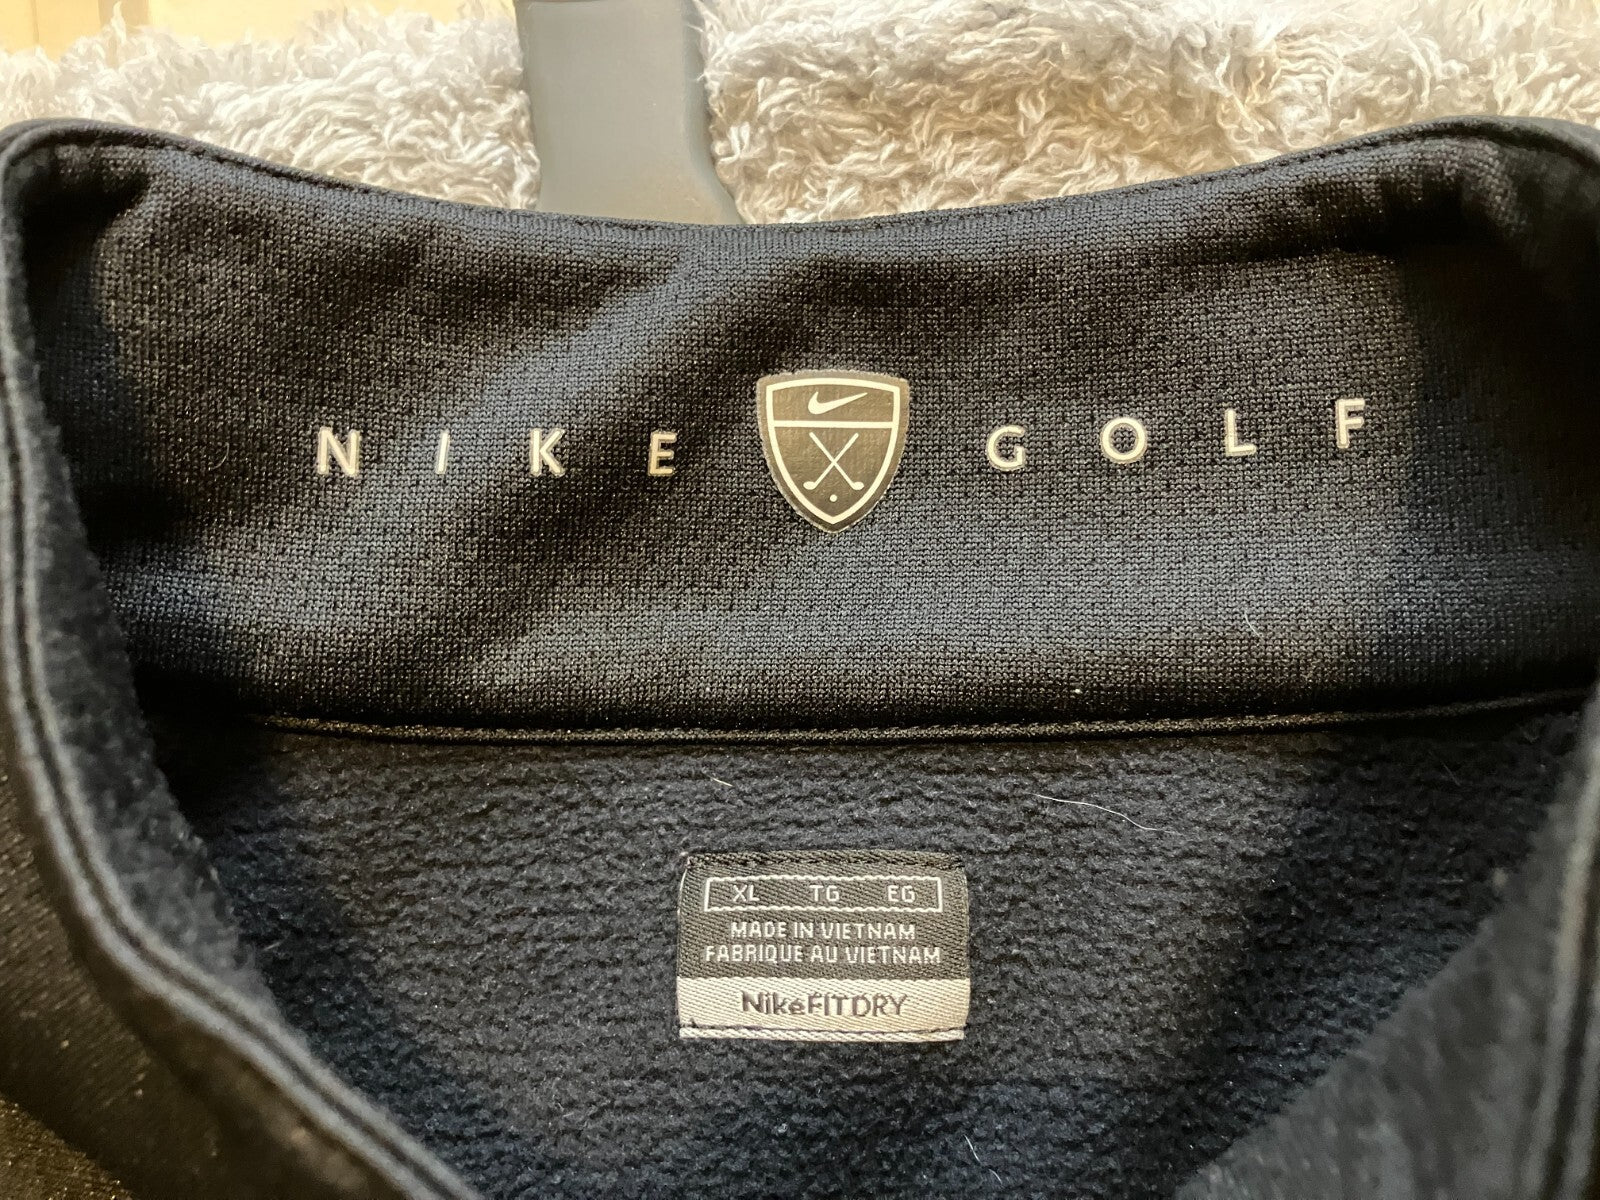 NIKE GOLF
XL TG EG
MADE IN VIETNAM
FABRIQUE AU VIETNAM
NikeFITDRY